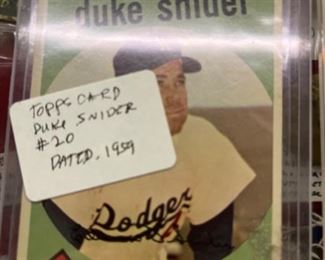 duke snider
TOPPS CARD
DUKE SNIDER
#20
DATED. 1959
Dodgers